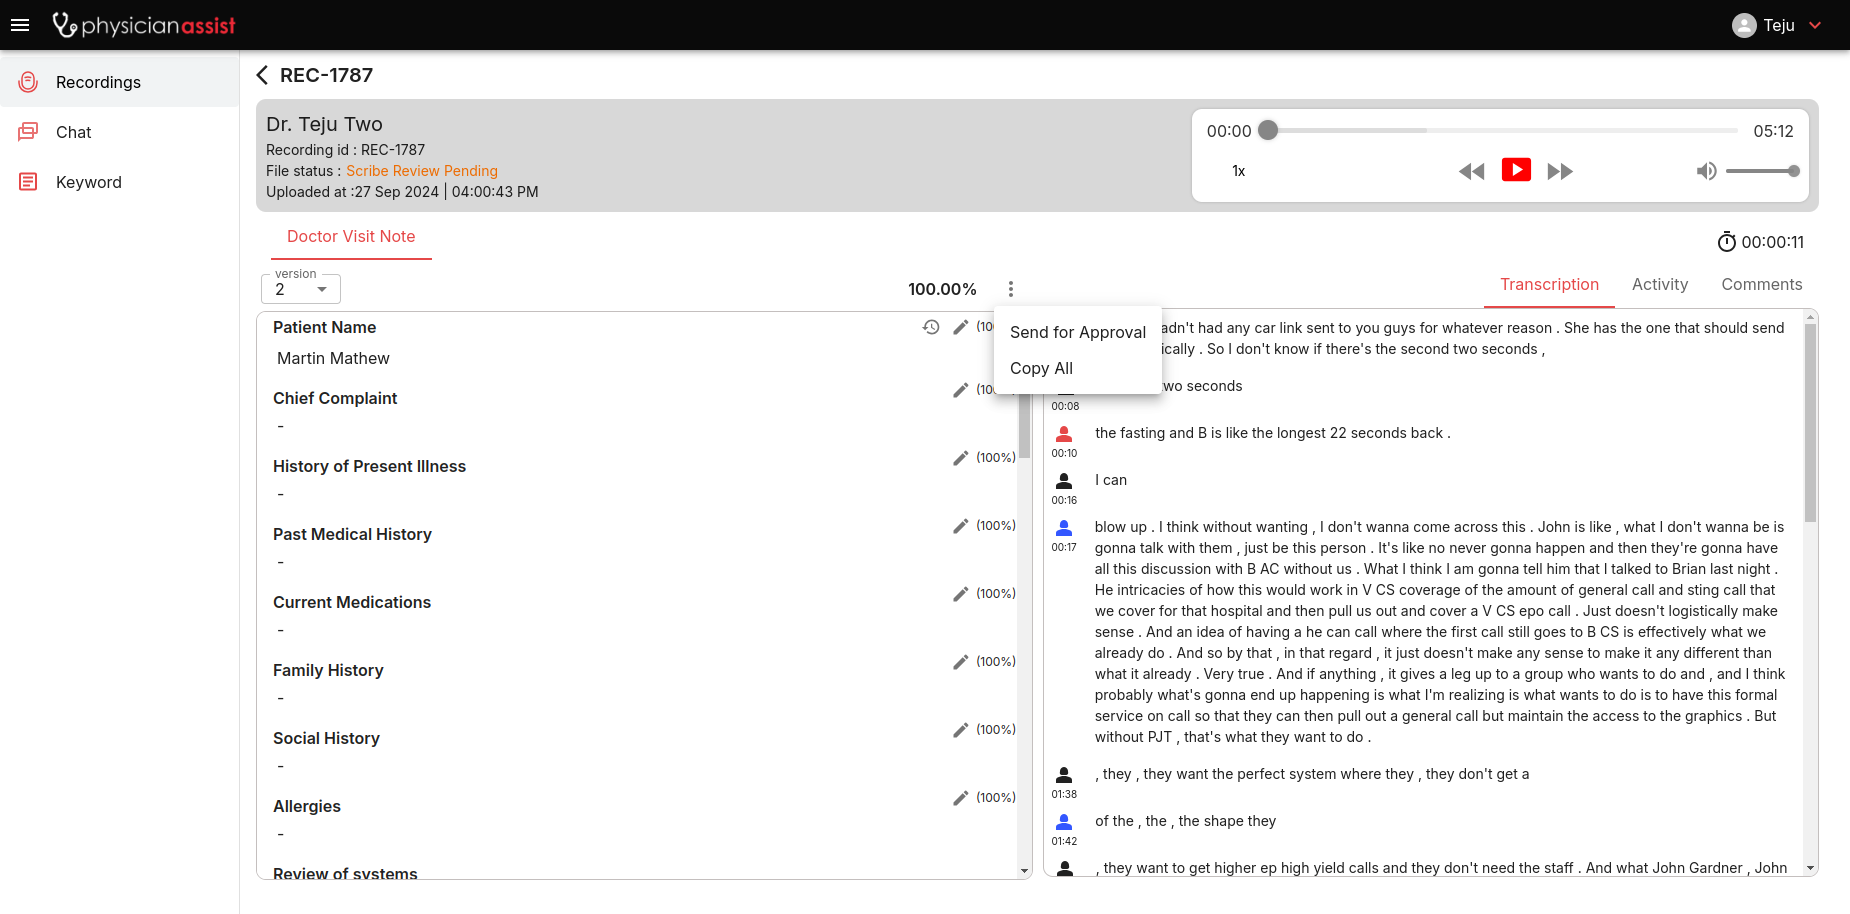 physicianassist
Teju
Recordings
Chat
Keyword
REC-1787
Dr. Teju Two
Recording id : REC-1787
File status : Scribe Review Pending
Uploaded at :27 Sep 2024 | 04:00:43 PM
00:00
05:12
1x
Doctor Visit Note
00:00:11
version
2
100.00%
Send for Approval
Copy All
Transcription
Activity
Comments
Patient Name
Martin Mathew
Chief Complaint
-
History of Present Illness
(100%)
-
Past Medical History
(100%)
-
Current Medications
(100%)
-
Family History
(100%)
-
Social History
(100%)
-
Allergies
(100%)
-
Review of systems
had any car link sent to you guys for whatever reason . She has the one that should send
. So I don't know if there's the second two seconds ,
two seconds
00:08
the fasting and B is like the longest 22 seconds back .
00:10
I can
00:16
blow up . I think without wanting , I don't wanna come across this . John is like , what I don't wanna be is
00:17
gonna talk with them , just be this person . It's like no never gonna happen and then they're gonna have
all this discussion with B AC without us . What I think I am gonna tell him that I talked to Brian last night .
He intricacies of how this would work in V CS coverage of the amount of general call and sting call that
we cover for that hospital and then pull us out and cover a V CS epo call . Just doesn't logistically make
sense . And an idea of having a he can call where the first call still goes to B CS is effectively what we
already do . And so by that , in that regard , it just doesn't make any sense to make it any different than
what it already . Very true . And if anything , it gives a leg up to a group who wants to do and , and I think
probably what's gonna end up happening is what I'm realizing is what wants to do is to have this formal
service on call so that they can then pull out a general call but maintain the access to the graphics . But
without PJT , that's what they want to do .
, they , they want the perfect system where they , they don't get a
01:38
of the , the , the shape they
01:42
, they want to get higher ep high yield calls and they don't need the staff . And what John Gardner , John